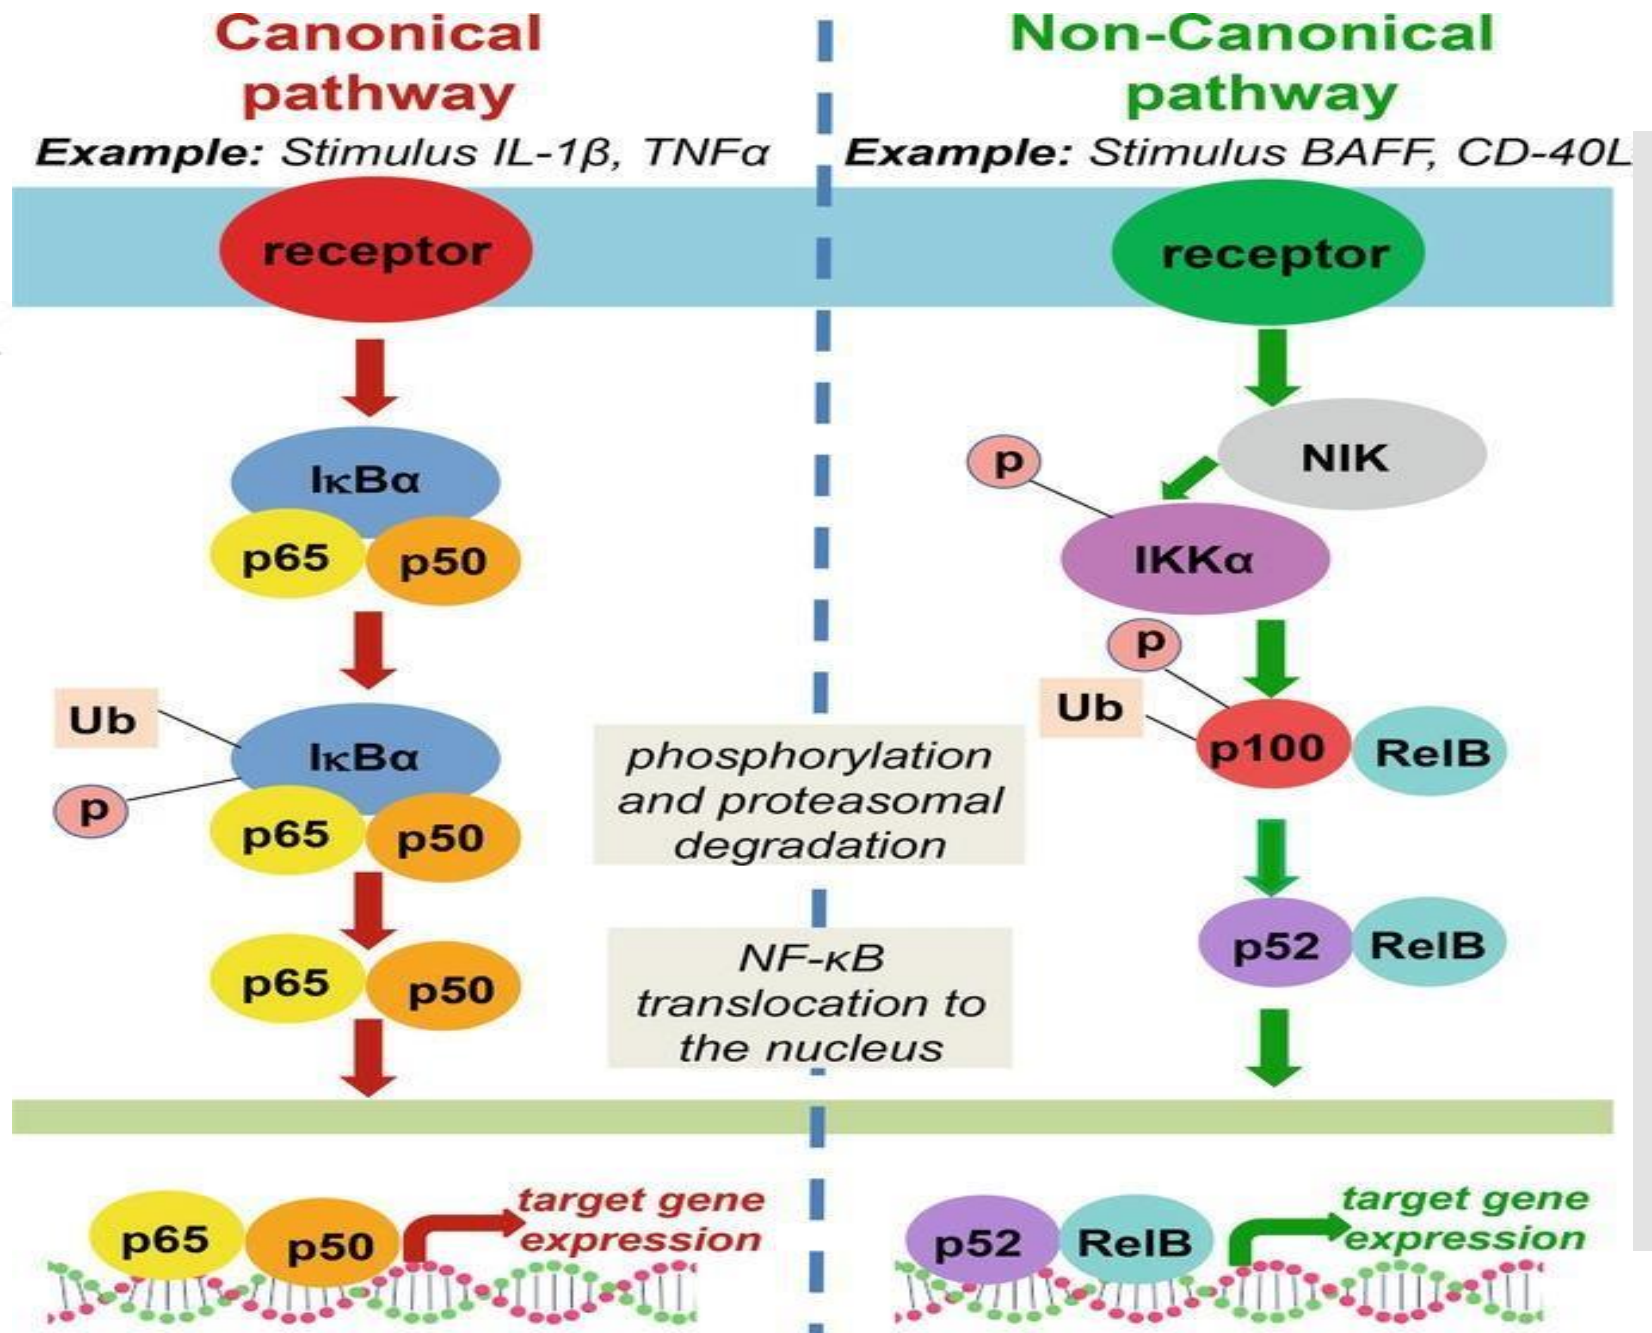 Canonical
pathway
Example: Stimulus IL-1β, TNFα
receptor
IκBα
p65
p50
Ub
IκBα
p
p65
p50
p65
p50
p65
p50
target gene
expression
phosphorylation
and proteasomal
degradation
NF-κB
translocation to
the nucleus
Non-Canonical
pathway
Example: Stimulus BAFF, CD-40L
receptor
NIK
p
IKKα
p
Ub
p100
RelB
p52
RelB
p52
RelB
target gene
expression